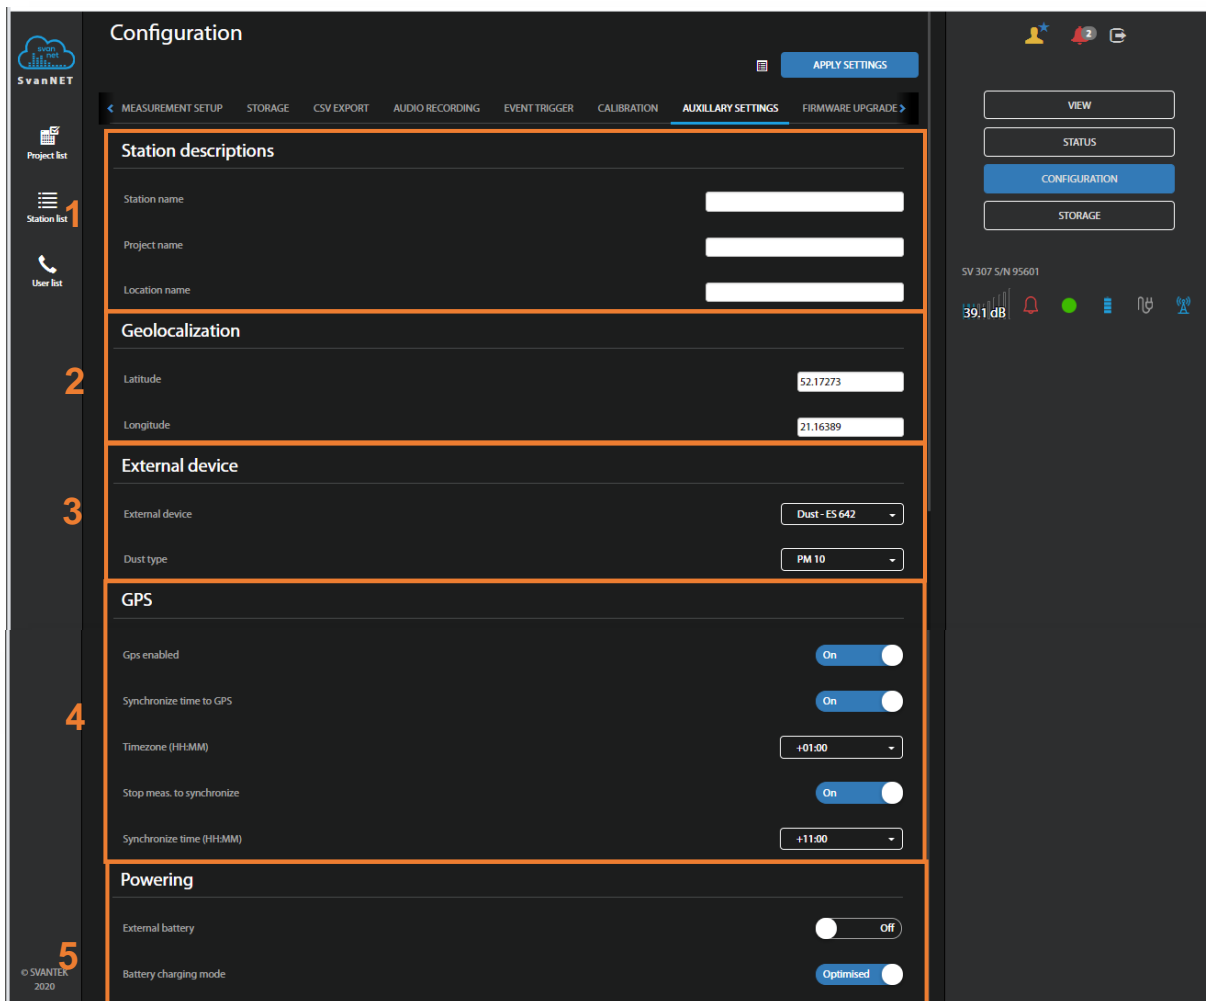 svan
net
SvanNET
Project list
1
Station list
User list
2
3
4
5
© SVANTEK
2020
Configuration
APPLY SETTINGS
MEASUREMENT SETUP STORAGE CSV EXPORT AUDIO RECORDING EVENT TRIGGER CALIBRATION AUXILLARY SETTINGS FIRMWARE UPGRADE
Station descriptions
Station name
Project name
Location name
Geolocalization
Latitude 52.17273
Longitude 21.16389
External device
External device Dust - ES 642
Dust type PM 10
GPS
Gps enabled On
Synchronize time to GPS On
Timezone (HH:MM) +01:00
Stop meas. to synchronize On
Synchronize time (HH:MM) +11:00
Powering
External battery Off
Battery charging mode Optimised
2
VIEW
STATUS
CONFIGURATION
STORAGE
SV 307 S/N 95601
39.1 dB